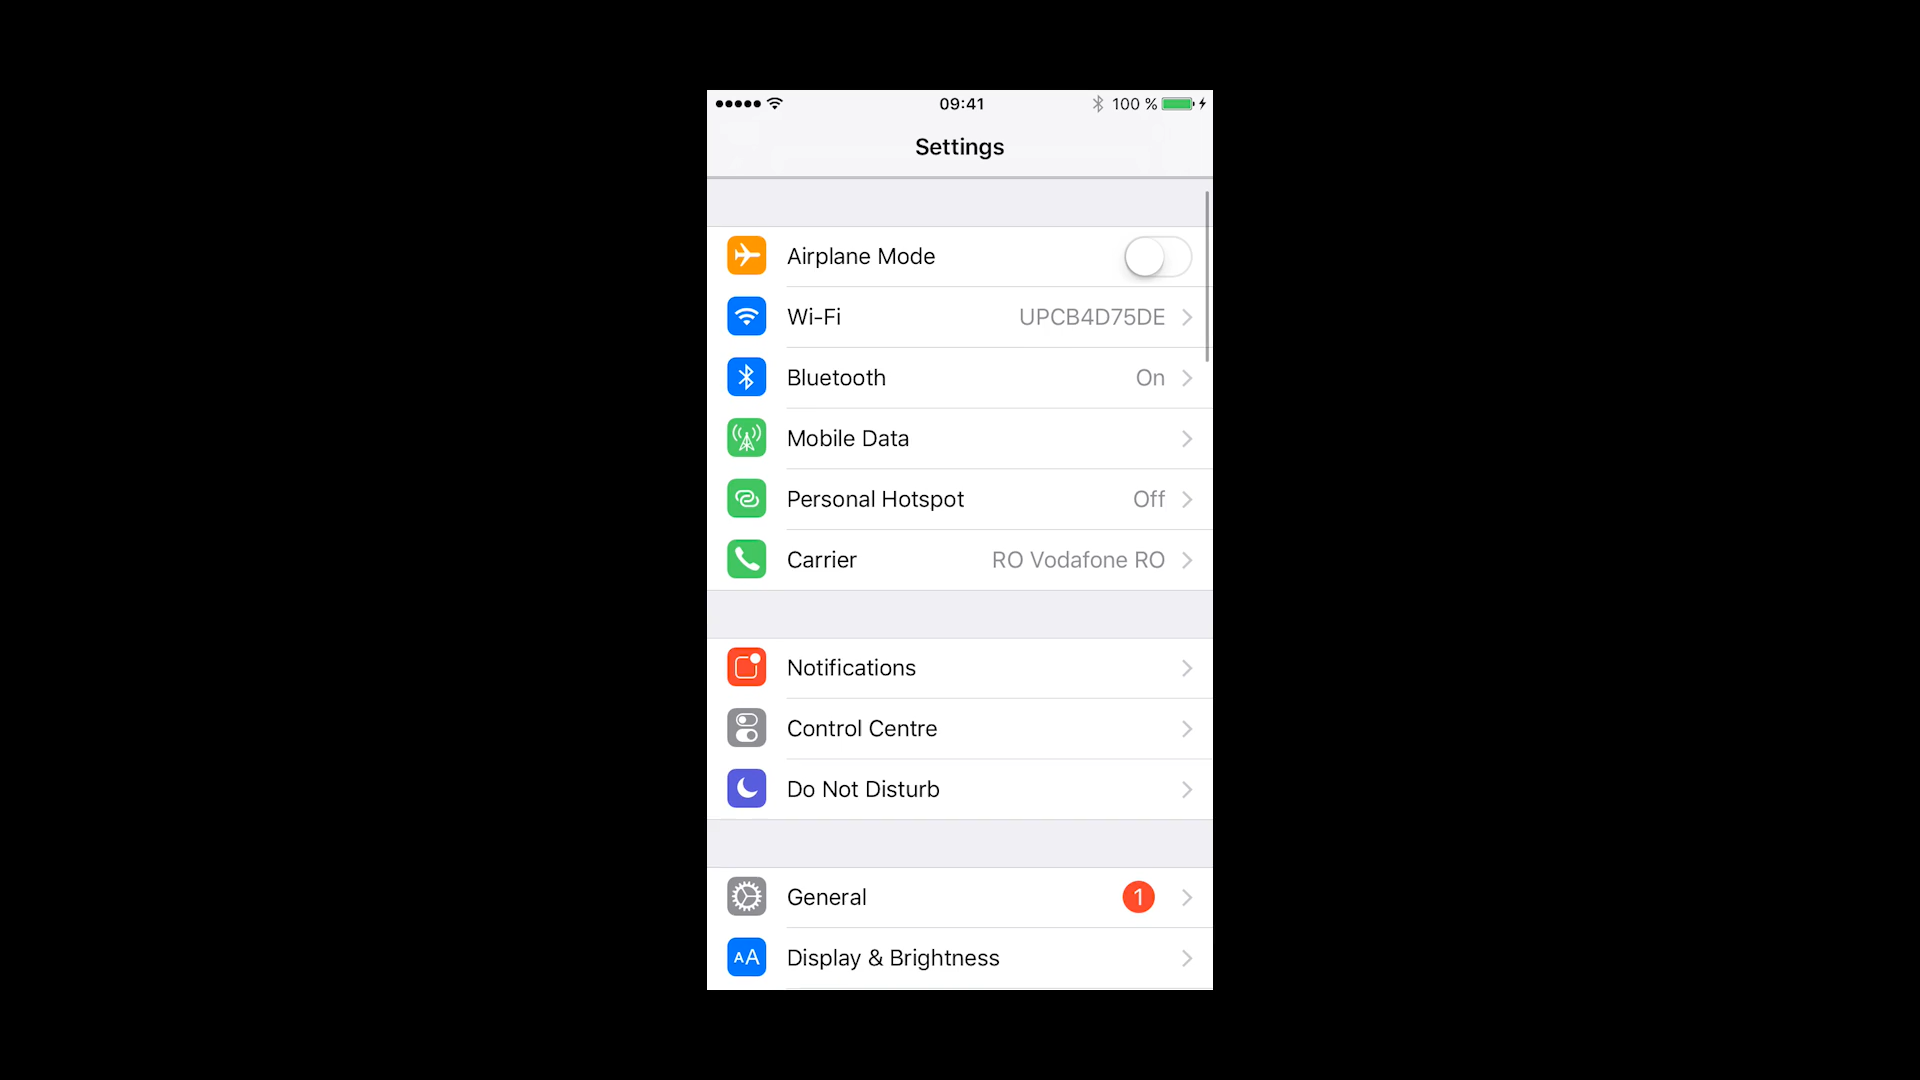 09:41
100 %
Settings
Airplane Mode
Wi-Fi UPCB4D75DE
Bluetooth On
Mobile Data
Personal Hotspot Off
Carrier RO Vodafone RO
Notifications
Control Centre
Do Not Disturb
General 1
AA Display & Brightness